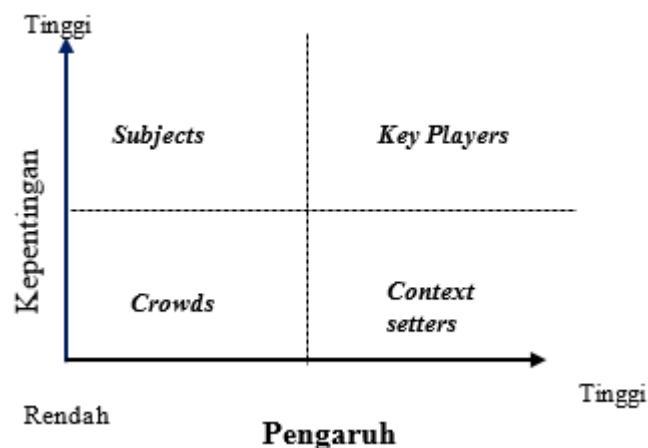 Tinggi
Subjects
Key Players
Kepentingan
Crowds
Context
setters
Rendah
Tinggi
Pengaruh